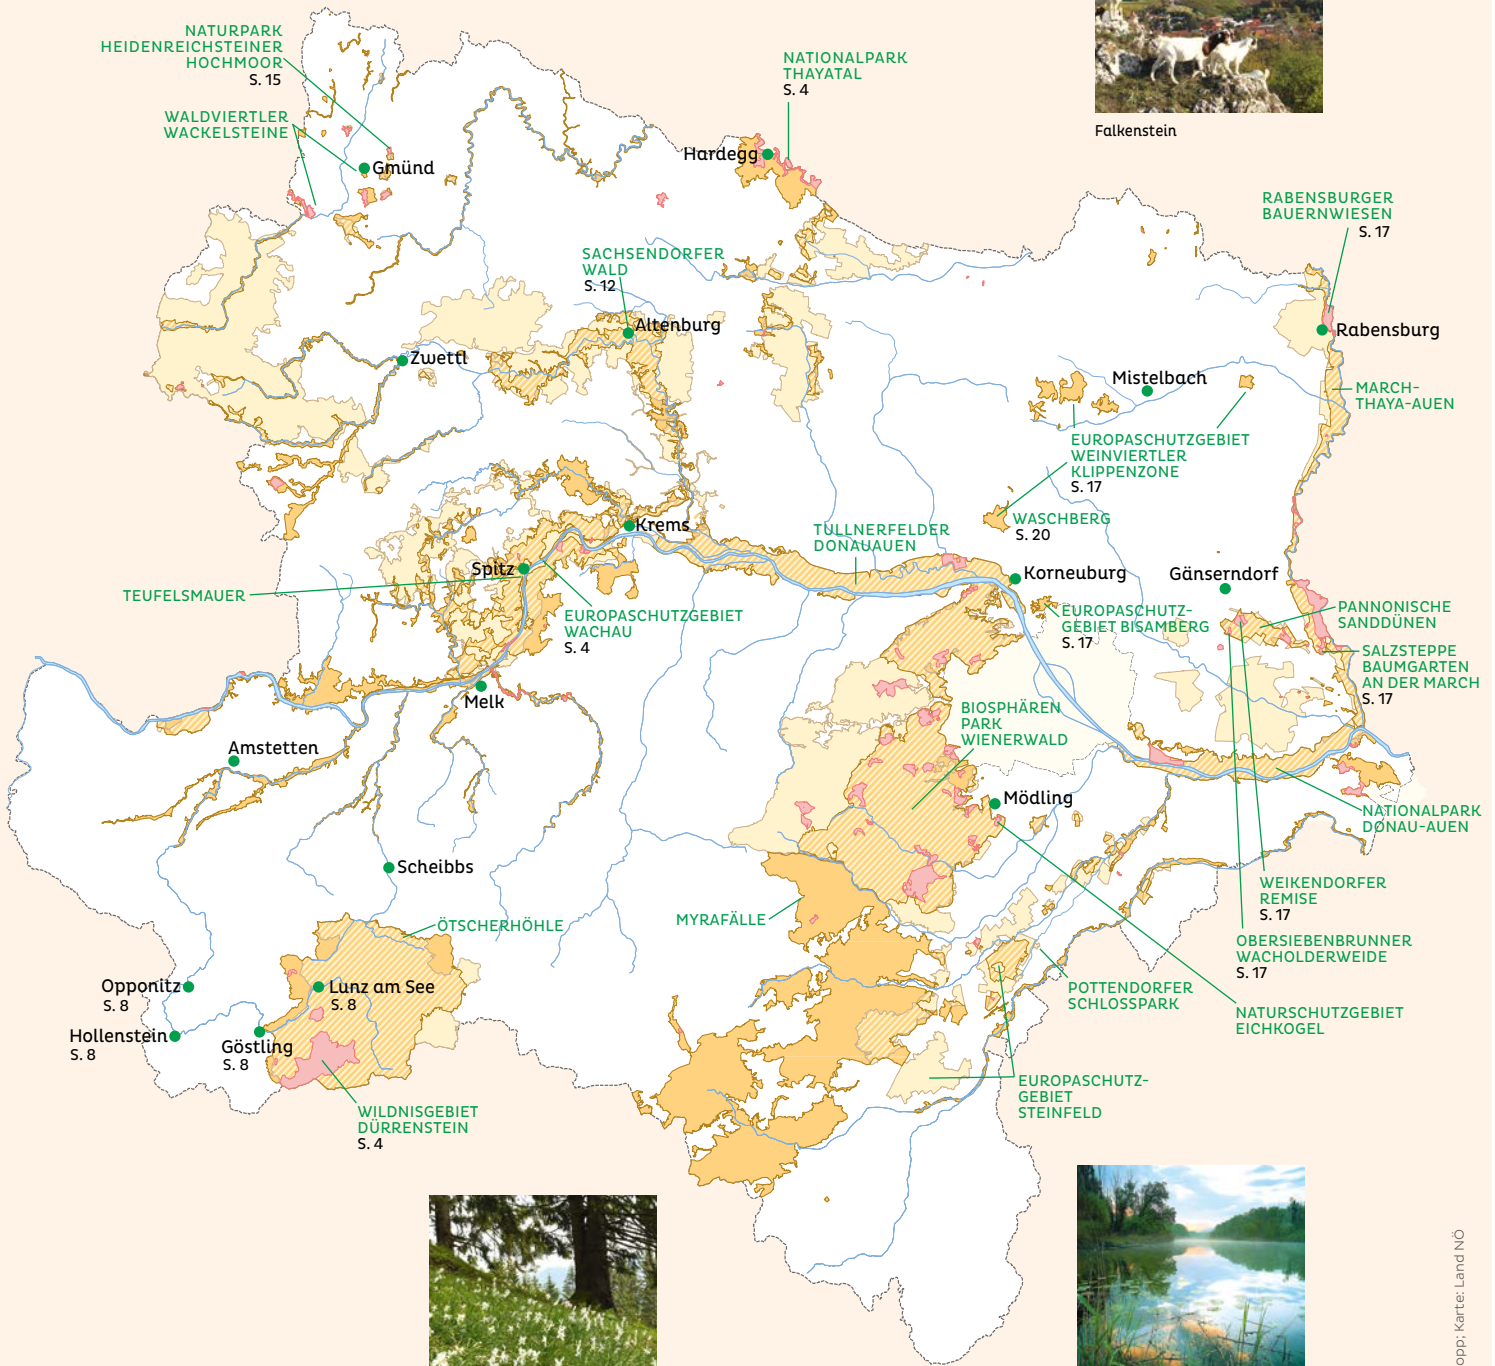 NATURPARK
HEIDENREICHSTEINER
HOCHMOOR
S. 15
WALDVIERTLER
WACKELSTEINE
Gmünd
NATIONALPARK
THAYATAL
S. 4
Hardegg
Falkenstein
RABENSBURGER
BAUERNWIESEN
S. 17
Rabensburg
SACHSENDORFER
WALD
S. 12
Altenburg
Zwettl
Mistelbach
MARCH-
THAYA-AUEN
EUROPASCHUTZGEBIET
WEINVIERTLER
KLIPPENZONE
S. 17
WASCHBERG
S. 20
Krems
TULLNERFELDER
DONAUAUEN
Spitz
TEUFELSMAUER
EUROPASCHUTZGEBIET
WACHAU
S. 4
Korneuburg
Gänserndorf
EUROPASCHUTZ-
GEBIET BISAMBERG
S. 17
PANNONISCHE
SANDDÜNEN
SALZSTEPPE
BAUMGARTEN
AN DER MARCH
S. 17
Melk
BIOSPHÄREN
PARK
WIENERWALD
Amstetten
Mödling
NATIONALPARK
DONAU-AUEN
Scheibbs
WEIKENDORFER
REMISE
S. 17
OBERSIEBENBRUNNER
WACHOLDERWEIDE
S. 17
ÖTSCHERHÖHLE
MYRAFÄLLE
Opponitz
S. 8
Lunz am See
S. 8
POTTENDORFER
SCHLOSSPARK
NATURSCHUTZGEBIET
EICHKOGEL
Hollenstein
S. 8
Göstling
S. 8
EUROPASCHUTZ-
GEBIET
STEINFELD
WILDNISGEBIET
DÜRRENSTEIN
S. 4
opp; Karte: Land NÖ